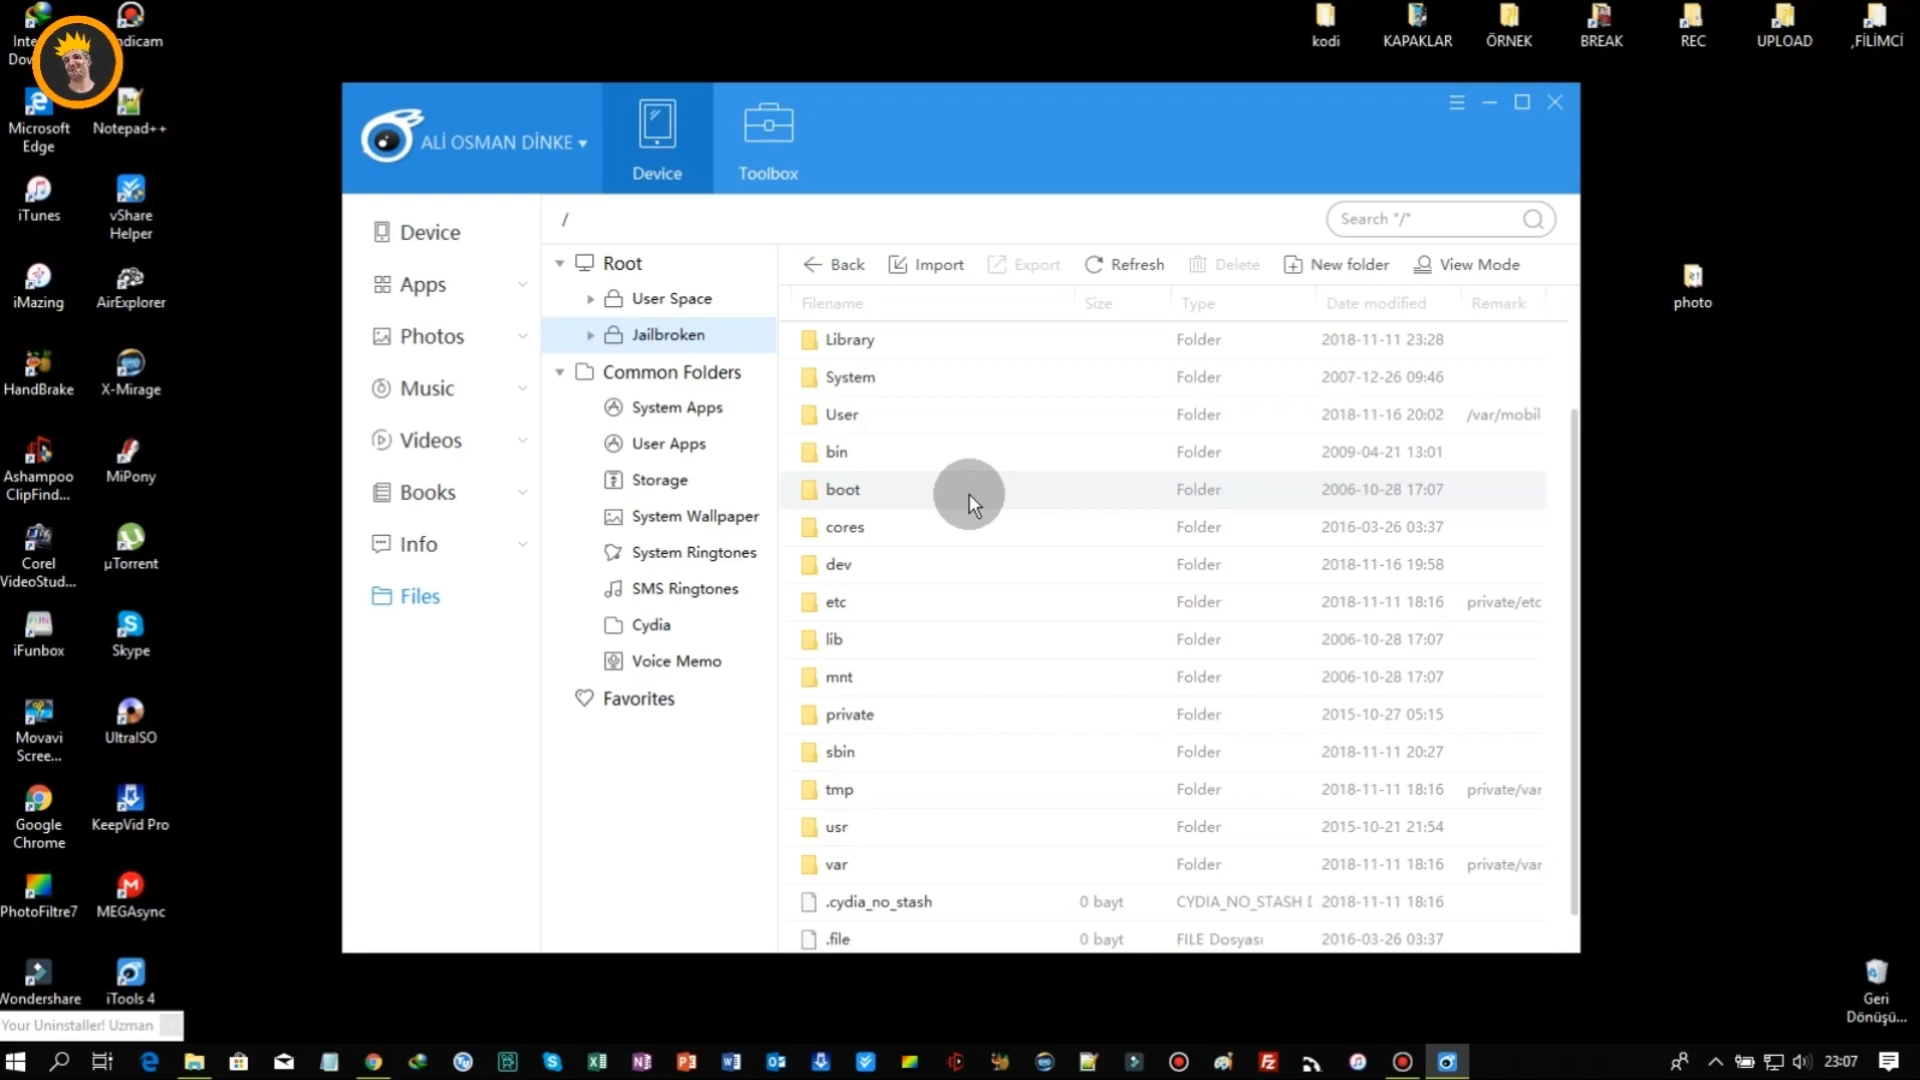 ndicam
Microsoft
Edge
Notepad++
iTunes
vShare
Helper
iMazing
AirExplorer
HandBrake
X-Mirage
Ashampoo
ClipFind...
MiPony
Corel
VideoStud...
µTorrent
iFunbox
Skype
Movavi
Scree...
UltraISO
Google
Chrome
KeepVid Pro
PhotoFiltre7
MEGAsync
Wondershare
iTools 4
Your Uninstaller! Uzman
kodi
KAPAKLAR
ÖRNEK
BREAK
REC
UPLOAD
,FİLİMCİ
photo
Geri
Dönüşü...
ALİ OSMAN DİNKE
Device
Toolbox
Device
Apps
Photos
Music
Videos
Books
Info
Files
/
Search "/"
Root
User Space
Jailbroken
Common Folders
System Apps
User Apps
Storage
System Wallpaper
System Ringtones
SMS Ringtones
Cydia
Voice Memo
Favorites
Back Import Export Refresh Delete New folder View Mode
Filename Size Type Date modified Remark
Library Folder 2018-11-11 23:28
System Folder 2007-12-26 09:46
User Folder 2018-11-16 20:02 /var/mobil
bin Folder 2009-04-21 13:01
boot Folder 2006-10-28 17:07
cores Folder 2016-03-26 03:37
dev Folder 2018-11-16 19:58
etc Folder 2018-11-11 18:16 private/etc
lib Folder 2006-10-28 17:07
mnt Folder 2006-10-28 17:07
private Folder 2015-10-27 05:15
sbin Folder 2018-11-11 20:27
tmp Folder 2018-11-11 18:16 private/var
usr Folder 2015-10-21 21:54
var Folder 2018-11-11 18:16 private/var
.cydia_no_stash 0 bayt CYDIA_NO_STASH D 2018-11-11 18:16
.file 0 bayt FILE Dosyası 2016-03-26 03:37
23:07